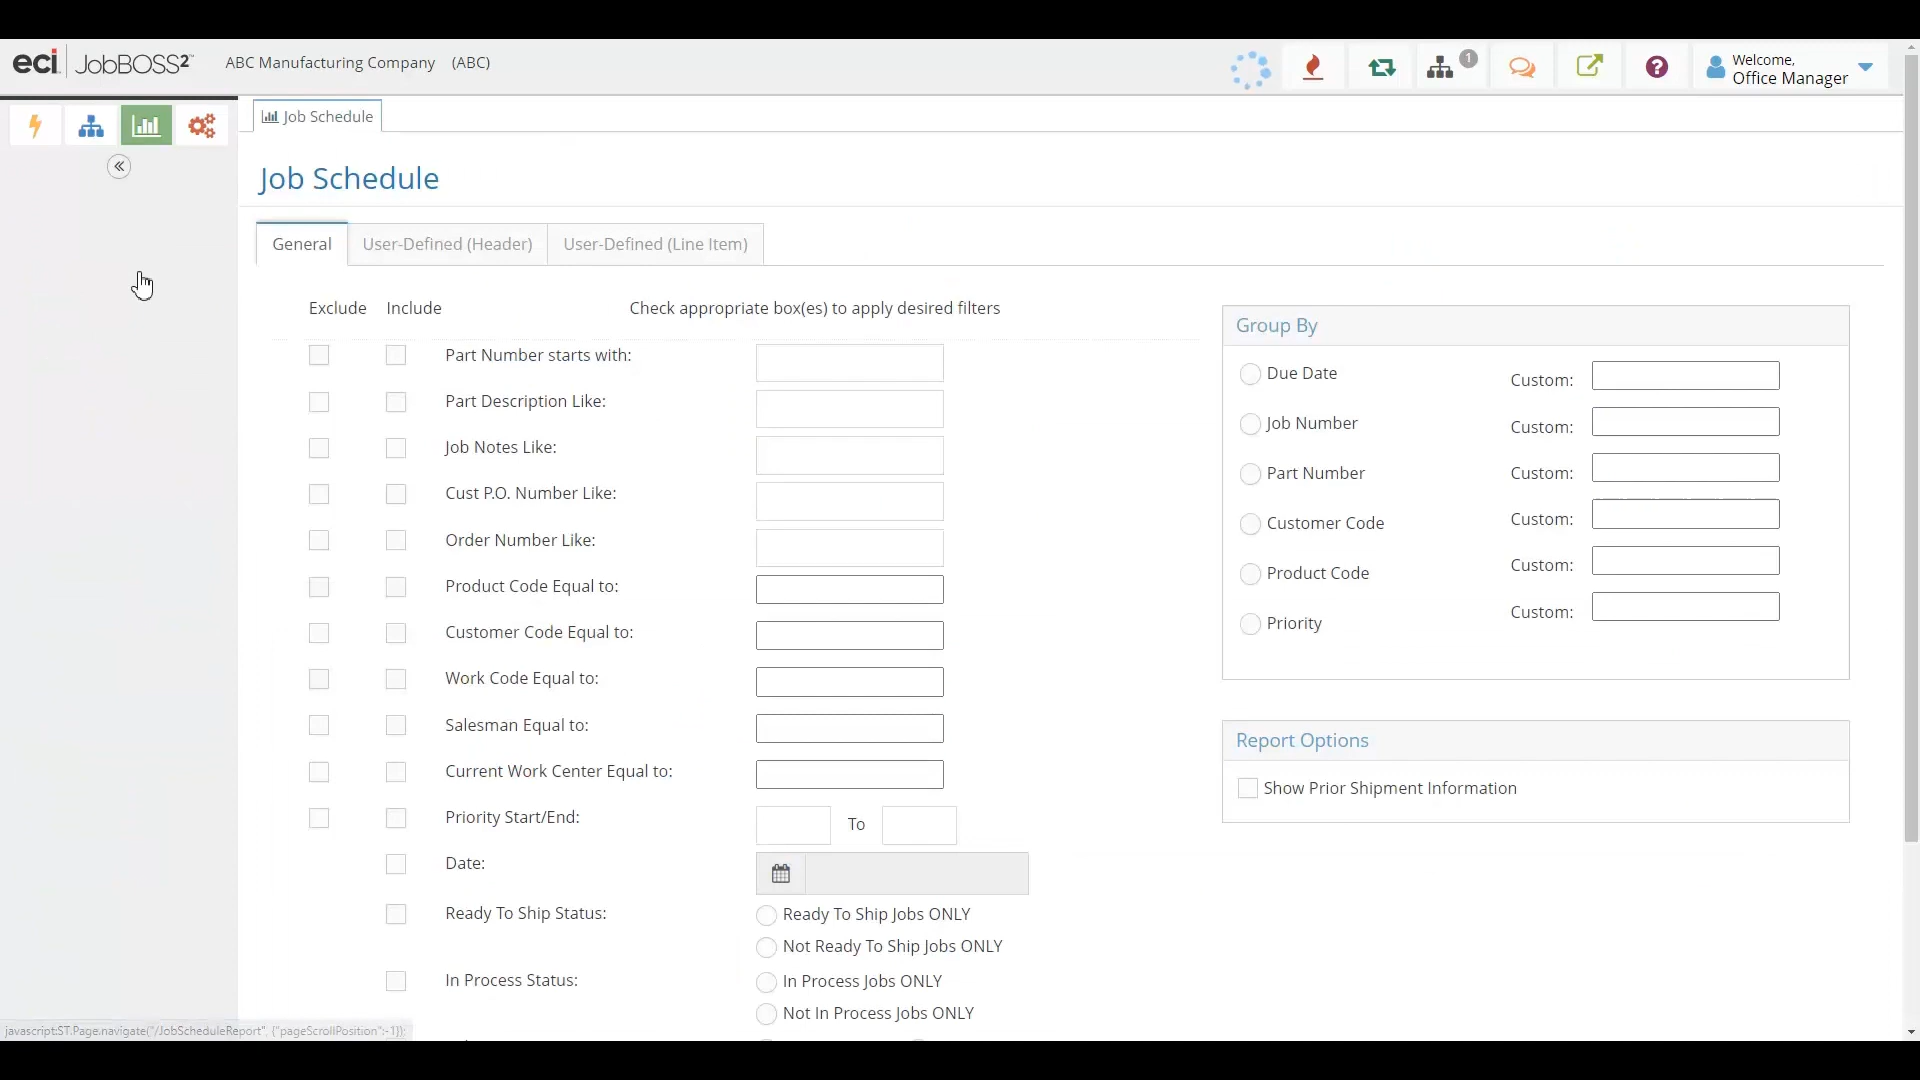 eci JobBOSS²™ ABC Manufacturing Company (ABC)
1
Welcome,
Office Manager
Job Schedule
Job Schedule
General User-Defined (Header) User-Defined (Line Item)
Exclude Include Check appropriate box(es) to apply desired filters
Part Number starts with:
Part Description Like:
Job Notes Like:
Cust P.O. Number Like:
Order Number Like:
Product Code Equal to:
Customer Code Equal to:
Work Code Equal to:
Salesman Equal to:
Current Work Center Equal to:
Priority Start/End: To
Date:
Ready To Ship Status: Ready To Ship Jobs ONLY
Not Ready To Ship Jobs ONLY
In Process Status: In Process Jobs ONLY
Not In Process Jobs ONLY
Group By
Due Date Custom:
Job Number Custom:
Part Number Custom:
Customer Code Custom:
Product Code Custom:
Priority Custom:
Report Options
Show Prior Shipment Information
javascript:ST.Page.navigate("/JobScheduleReport", {"pageScrollPosition":-1});